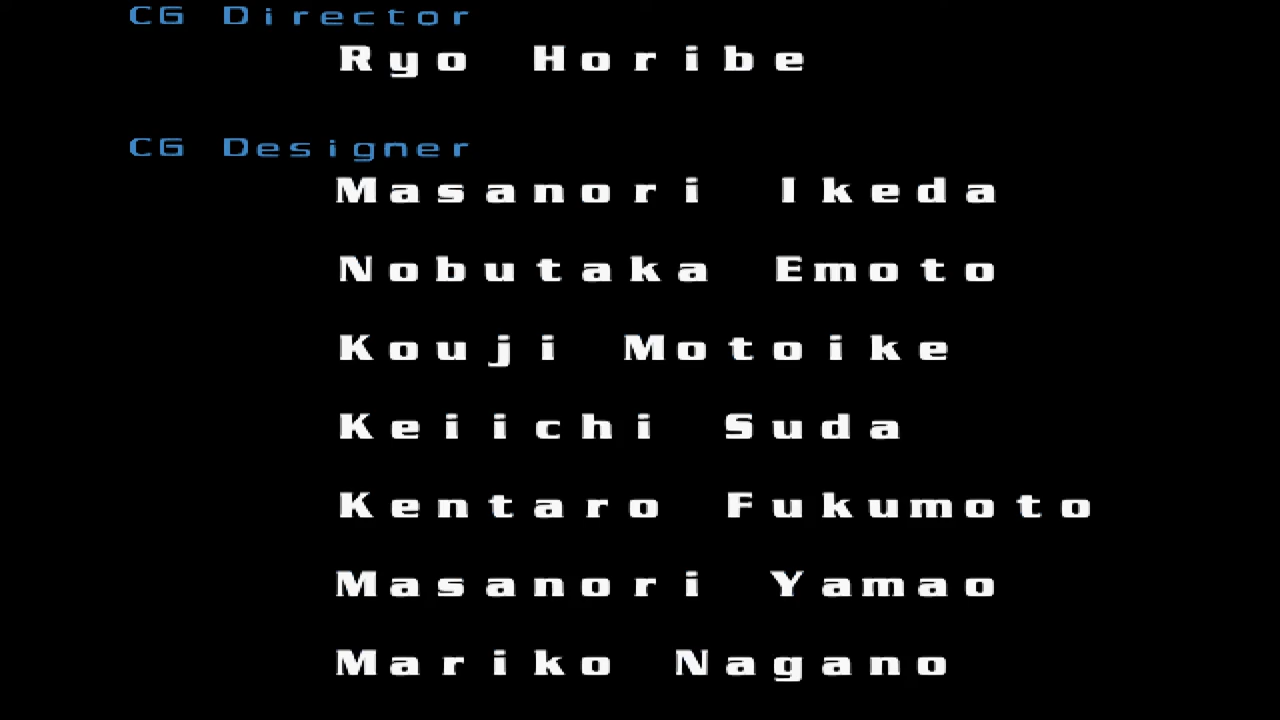 CG Director
Ryo Horibe
CG Designer
Masanori Ikeda
Nobutaka Emoto
Kouji Motoike
Keiichi Suda
Kentaro Fukumoto
Masanori Yamao
Mariko Nagano